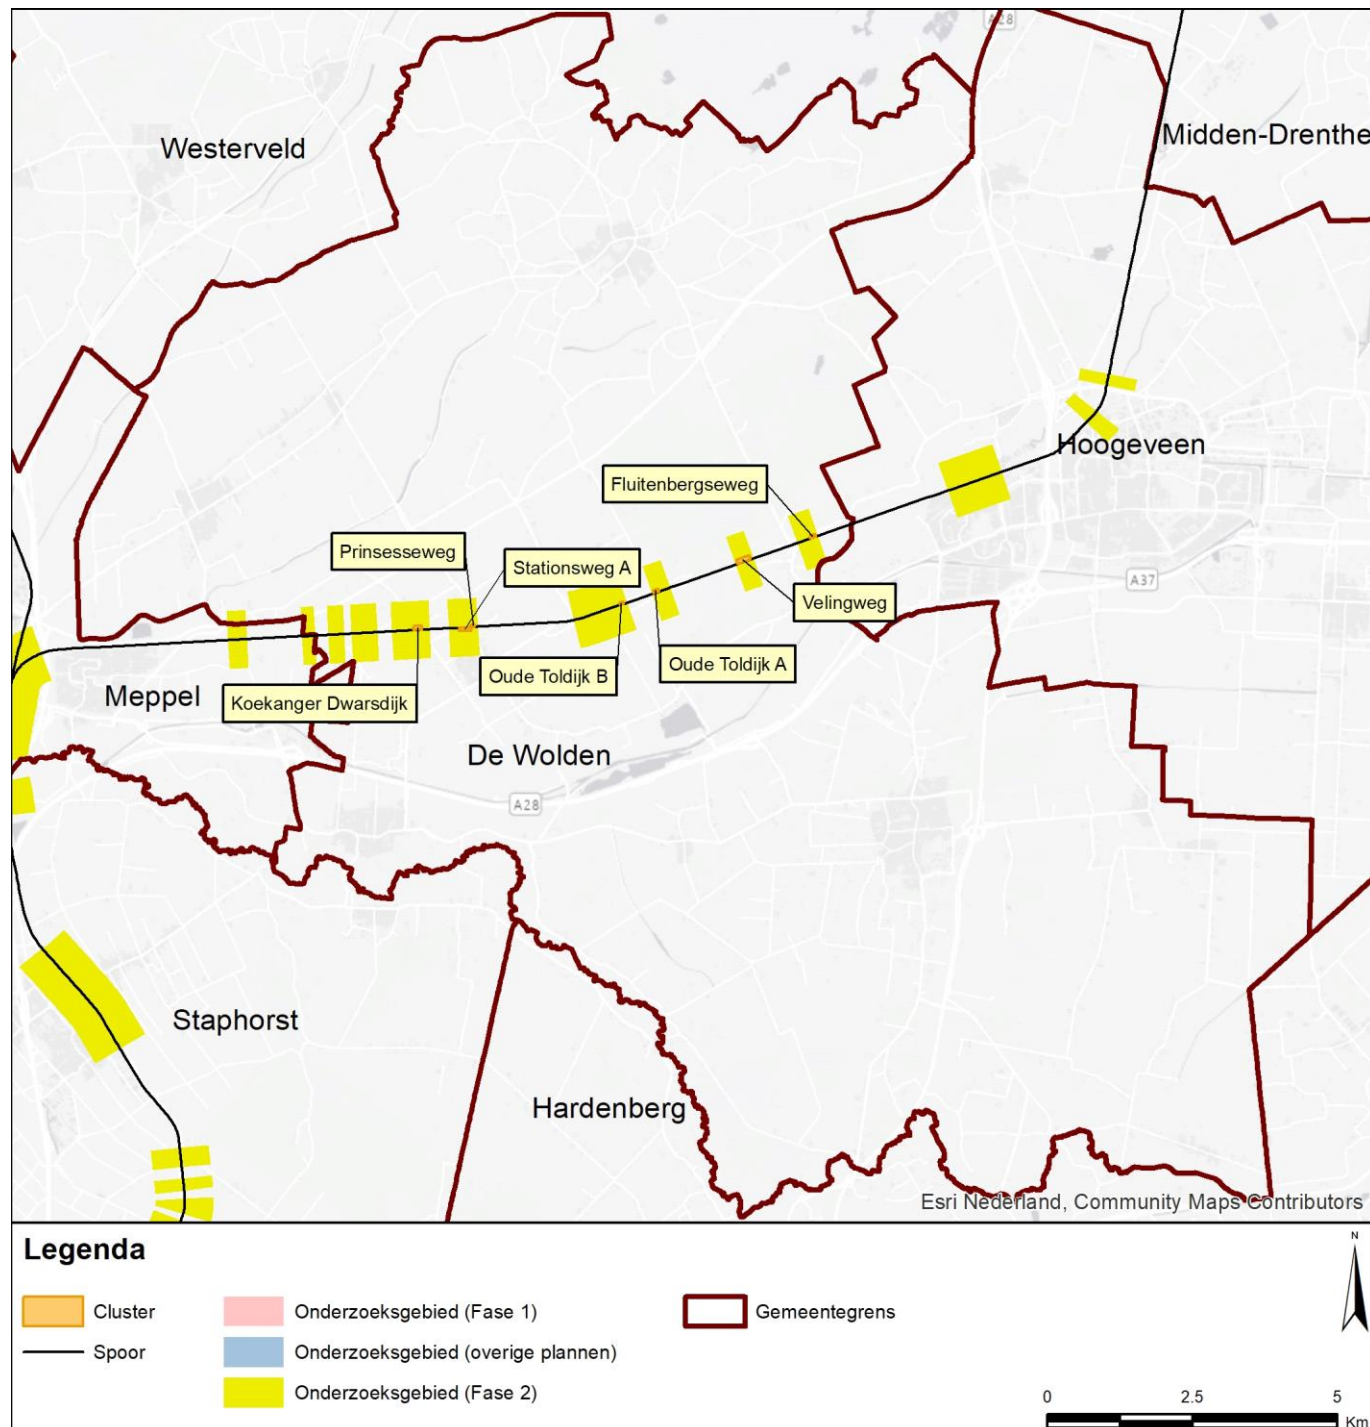 A28
Westerveld
Midden-Drenthe
Hoogeveen
Fluitenbergseweg
Prinsesseweg
Stationsweg A
A37
Velingweg
Oude Toldijk A
Oude Toldijk B
Meppel
Koekanger Dwarsdijk
De Wolden
A28
Staphorst
Hardenberg
Esri Nederland, Community Maps Contributors
Legenda
N
Cluster
Onderzoeksgebied (Fase 1)
Gemeentegrens
Spoor
Onderzoeksgebied (overige plannen)
Onderzoeksgebied (Fase 2)
0 2.5 5
Km